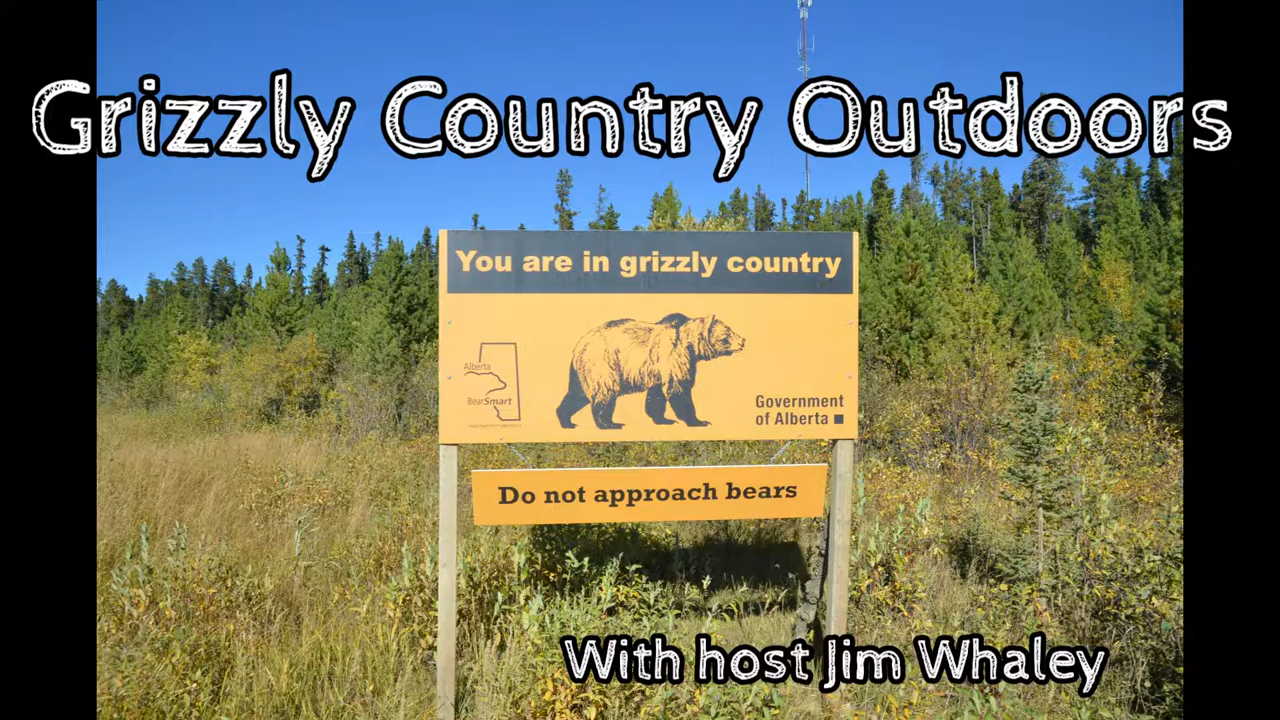 Grizzly Country Outdoors
You are in grizzly country
Alberta
BearSmart
Government
of Alberta
Do not approach bears
With host Jim Whaley